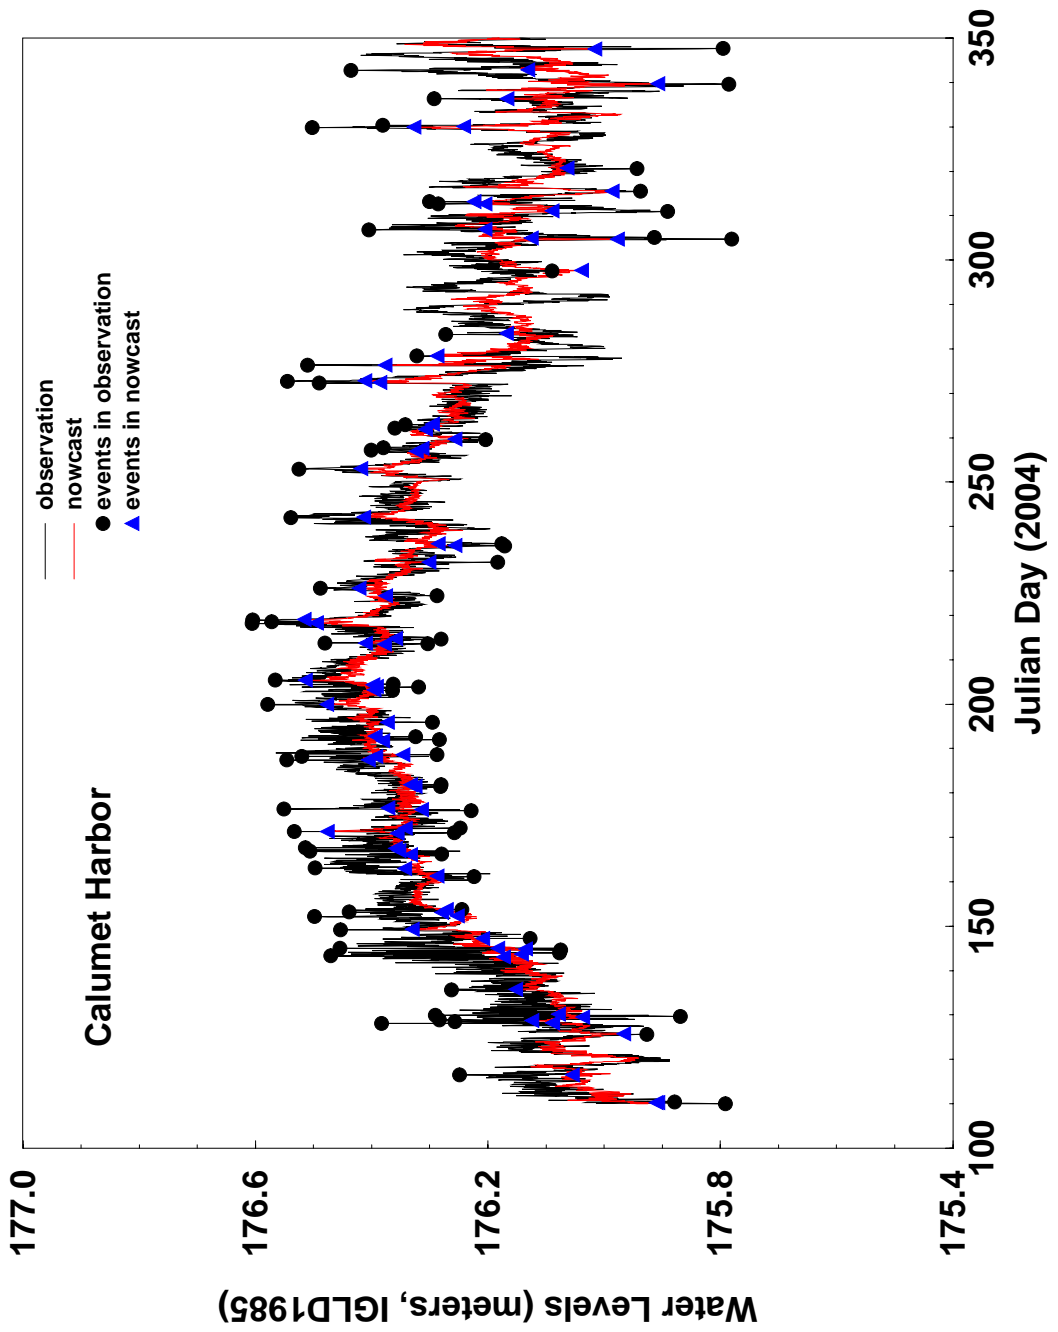 Calumet Harbor
observation
nowcast
events in observation
events in nowcast
Water Levels (meters, IGLD1985)
177.0
176.6
176.2
175.8
175.4
100
150
200
250
300
350
Julian Day (2004)